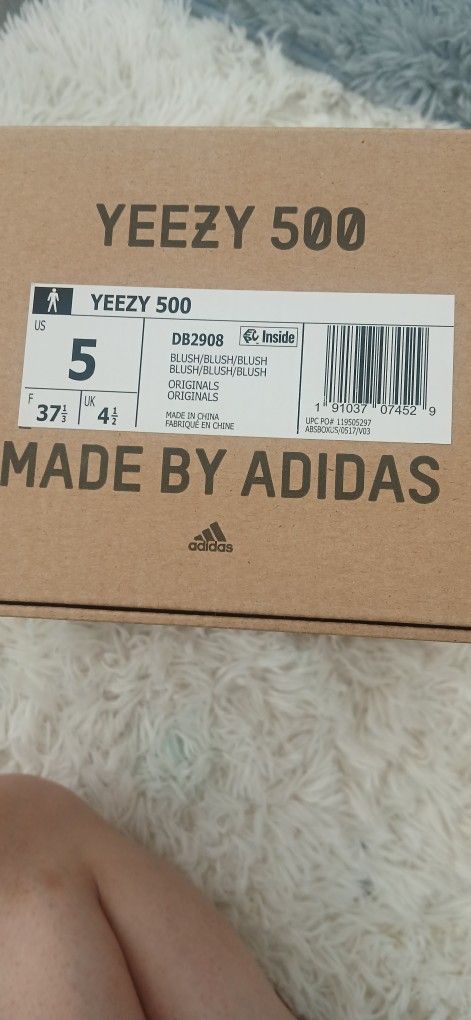 YEEZY 500
YEEZY 500
US
5
F
37⅓
UK
4½
DB2908
Inside
BLUSH/BLUSH/BLUSH
BLUSH/BLUSH/BLUSH
ORIGINALS
ORIGINALS
MADE IN CHINA
FABRIQUÉ EN CHINE
1 91037 07452 9
UPC PO# 119505297
ABSBOXUS/0517/V03
MADE BY ADIDAS
adidas